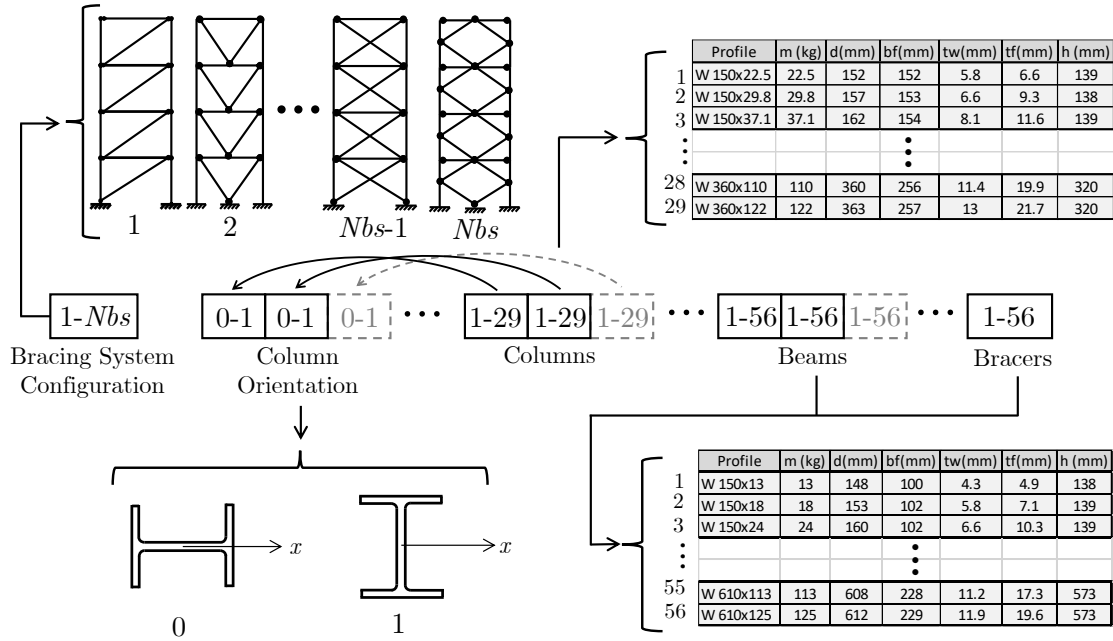 1
2
Nbs-1
Nbs
Profile m (kg) d(mm) bf(mm) tw(mm) tf(mm) h (mm)
1 W 150x22.5 22.5 152 152 5.8 6.6 139
2 W 150x29.8 29.8 157 153 6.6 9.3 138
3 W 150x37.1 37.1 162 154 8.1 11.6 139
28 W 360x110 110 360 256 11.4 19.9 320
29 W 360x122 122 363 257 13 21.7 320
1-Nbs
0-1 0-1 0-1
1-29 1-29 1-29
1-56 1-56 1-56
1-56
Bracing System
Configuration
Column
Orientation
Columns
Beams
Bracers
x
0
x
1
Profile m (kg) d(mm) bf(mm) tw(mm) tf(mm) h (mm)
1 W 150x13 13 148 100 4.3 4.9 138
2 W 150x18 18 153 102 5.8 7.1 139
3 W 150x24 24 160 102 6.6 10.3 139
55 W 610x113 113 608 228 11.2 17.3 573
56 W 610x125 125 612 229 11.9 19.6 573